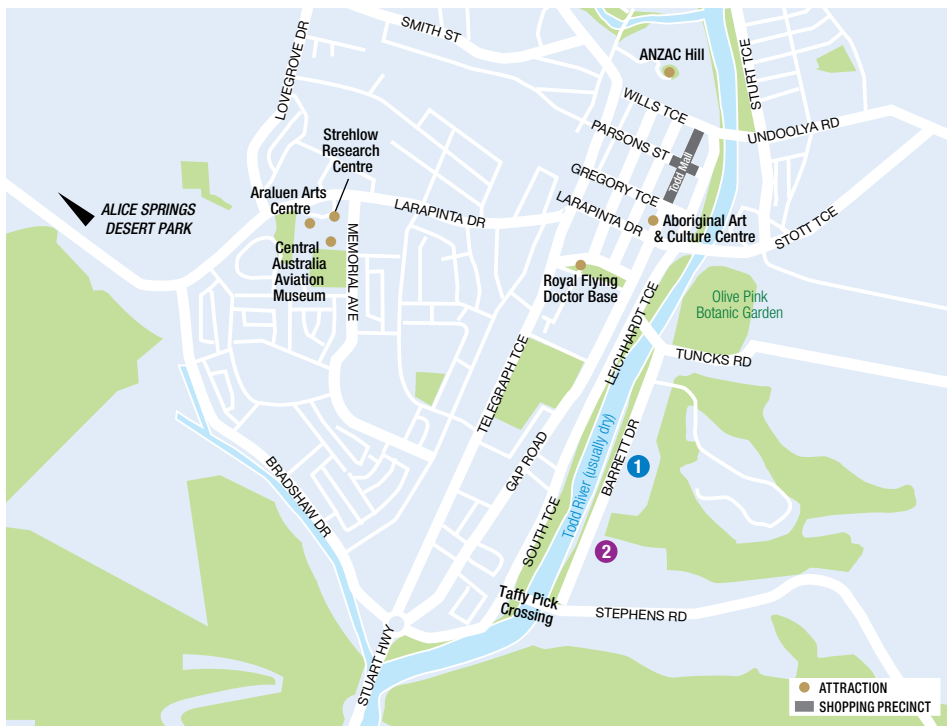 SMITH ST
LOVEGROVE DR
ANZAC Hill
STURT TCE
WILLS TCE
UNDOOLYA RD
PARSONS ST
Todd Mall
GREGORY TCE
LARAPINTA DR
Strehlow
Research
Centre
Araluen Arts
Centre
ALICE SPRINGS
DESERT PARK
LARAPINTA DR
Aboriginal Art
& Culture Centre
STOTT TCE
MEMORIAL AVE
Central
Australia
Aviation
Museum
Royal Flying
Doctor Base
Olive Pink
Botanic Garden
LEICHHARDT TCE
TUNCKS RD
TELEGRAPH TCE
GAP ROAD
BARRETT DR
Todd River (usually dry)
1
BRADSHAW DR
SOUTH TCE
2
Taffy Pick
Crossing
STEPHENS RD
STUART HWY
ATTRACTION
SHOPPING PRECINCT